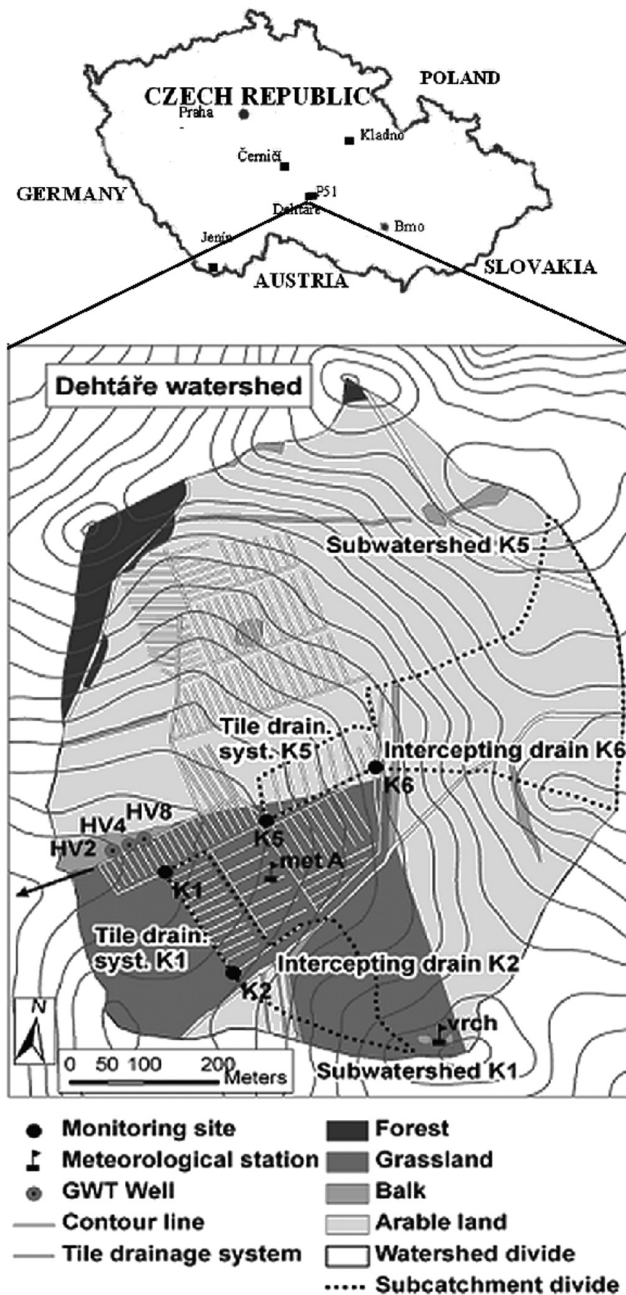 POLAND
CZECH REPUBLIC
Praha
Kladno
Černičí
GERMANY
P51
Dehtáře
Brno
Jenín
SLOVAKIA
AUSTRIA
Dehtáře watershed
Subwatershed K5
Tile drain.
syst. K5
Intercepting drain K6
K6
HV8
HV4
HV2
K5
met A
K1
Tile drain.
syst. K1
Intercepting drain K2
K2
N
vrch
0 50 100 200
Meters
Subwatershed K1
Monitoring site
Meteorological station
GWT Well
Contour line
Tile drainage system
Forest
Grassland
Balk
Arable land
Watershed divide
Subcatchment divide